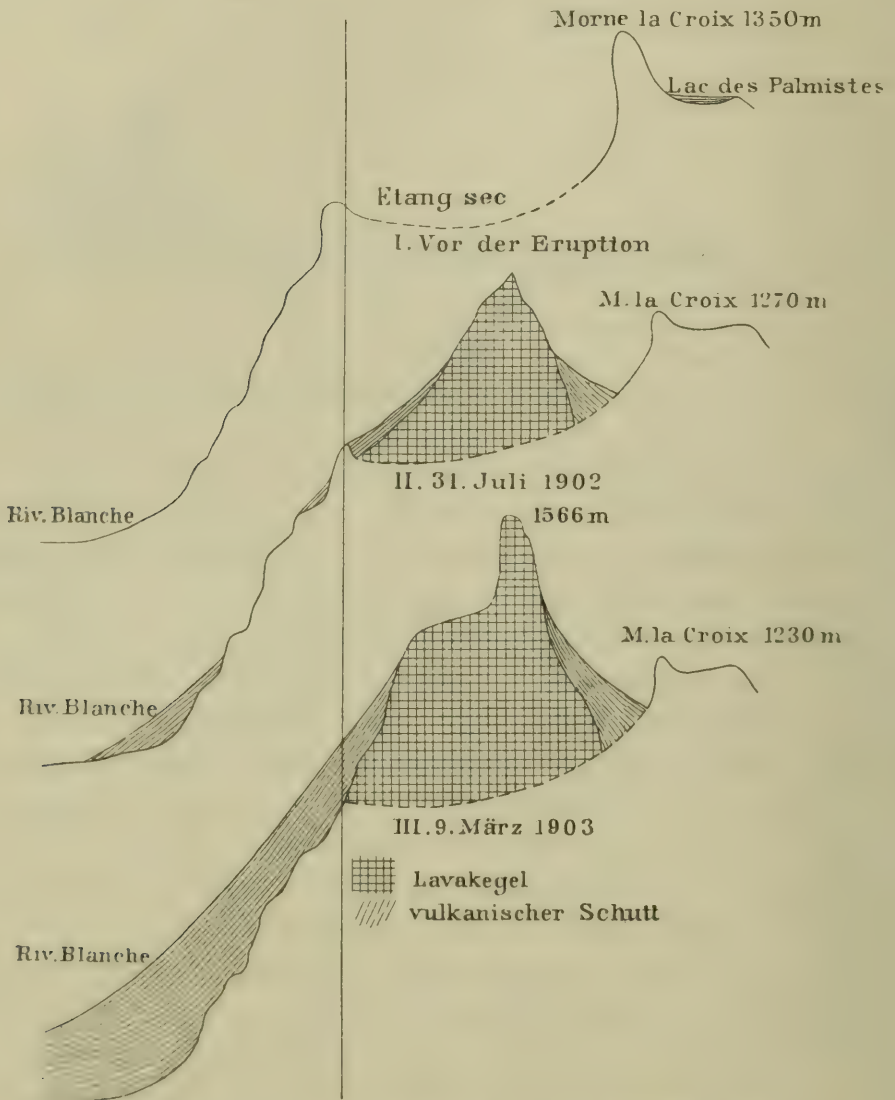 Morne la Croix 1350m
Lac des Palmistes
Etang sec
I. Vor der Eruption
M. la Croix 1270 m
II. 31. Juli 1902
Riv. Blanche
1566 m
M. la Croix 1230 m
Riv. Blanche
III. 9. März 1903
Lavakegel
vulkanischer Schutt
Riv. Blanche